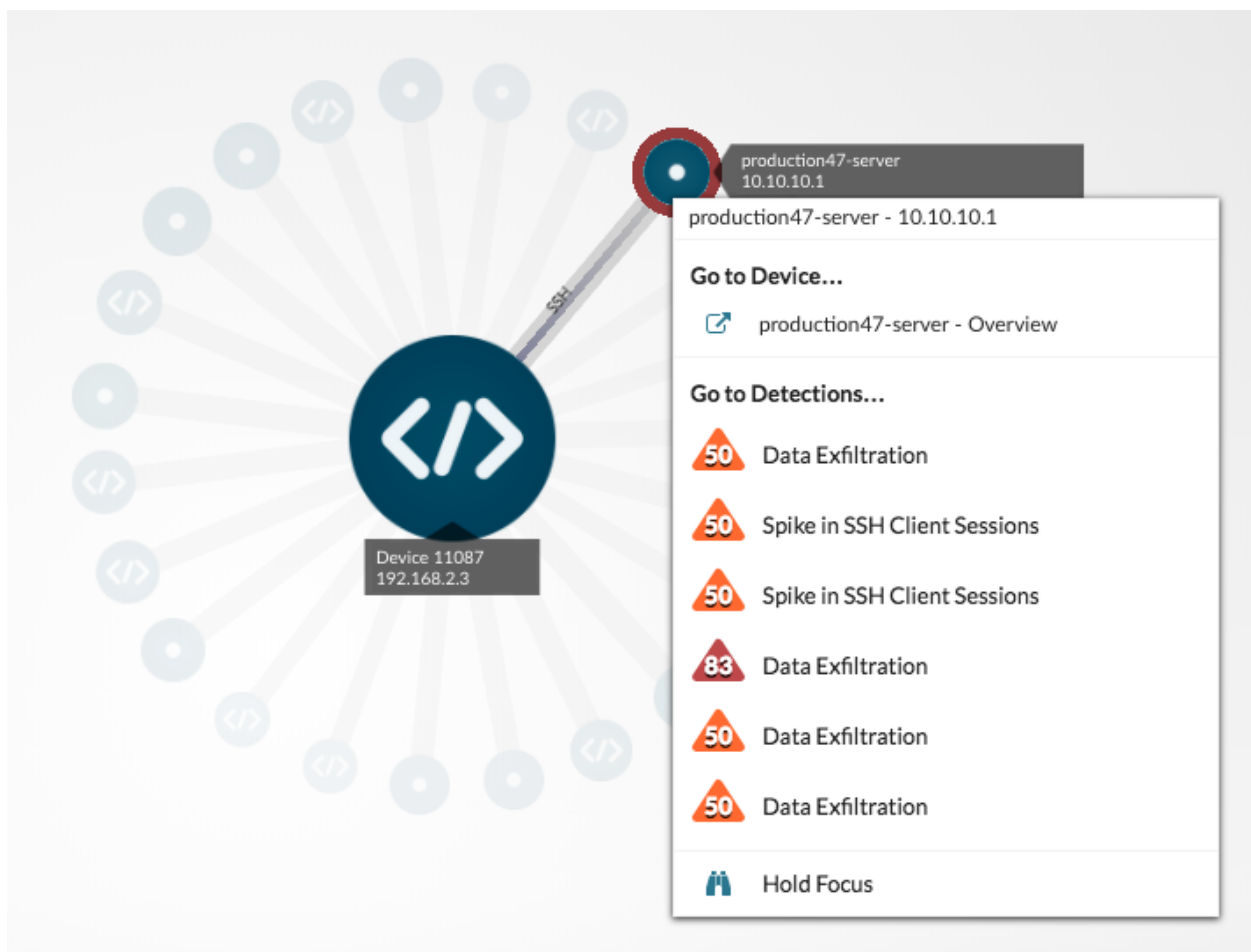 production47-server
10.10.10.1
production47-server - 10.10.10.1
Go to Device...
production47-server - Overview
SSH
Go to Detections...
50 Data Exfiltration
50 Spike in SSH Client Sessions
50 Spike in SSH Client Sessions
83 Data Exfiltration
50 Data Exfiltration
50 Data Exfiltration
Hold Focus
</>
Device 11087
192.168.2.3